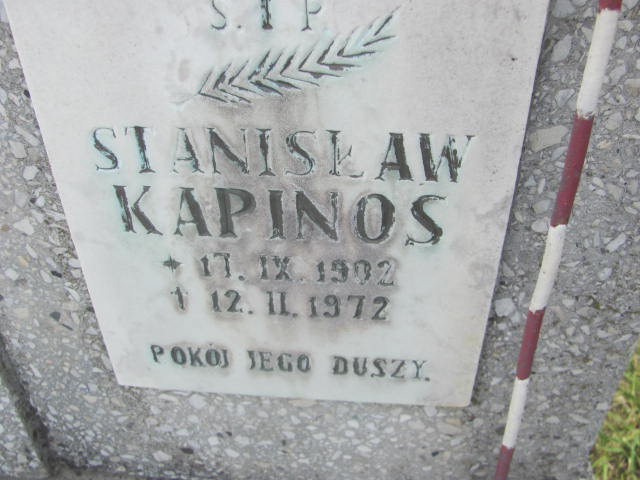 Ś. † P.
STANISŁAW
KAPINOS
* 17. IX. 1902
† 12. II. 1972
POKÓJ JEGO DUSZY.